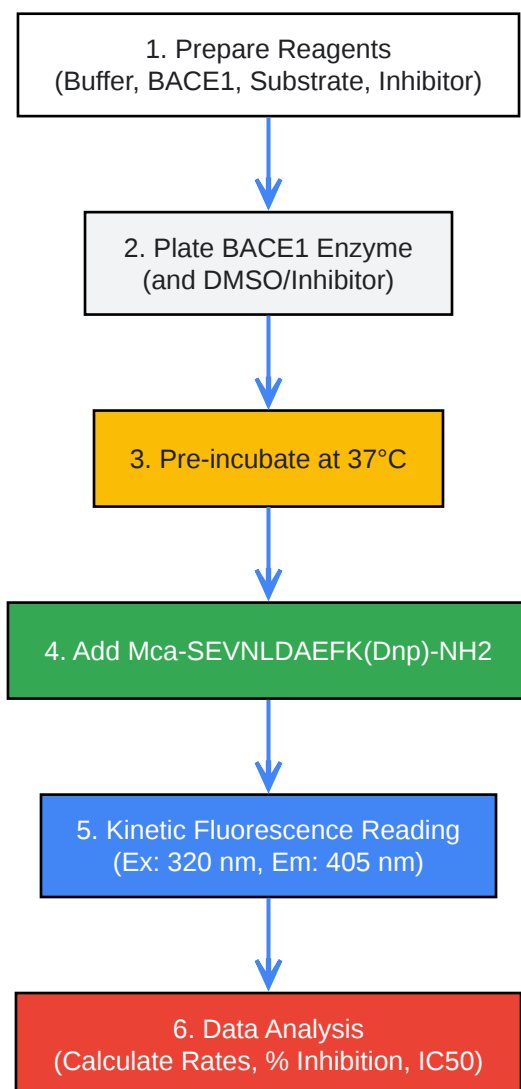 1. Prepare Reagents
(Buffer, BACE1, Substrate, Inhibitor)
2. Plate BACE1 Enzyme
(and DMSO/Inhibitor)
3. Pre-incubate at 37°C
4. Add Mca-SEVNLDAEFK(Dnp)-NH2
5. Kinetic Fluorescence Reading
(Ex: 320 nm, Em: 405 nm)
6. Data Analysis
(Calculate Rates, % Inhibition, IC50)